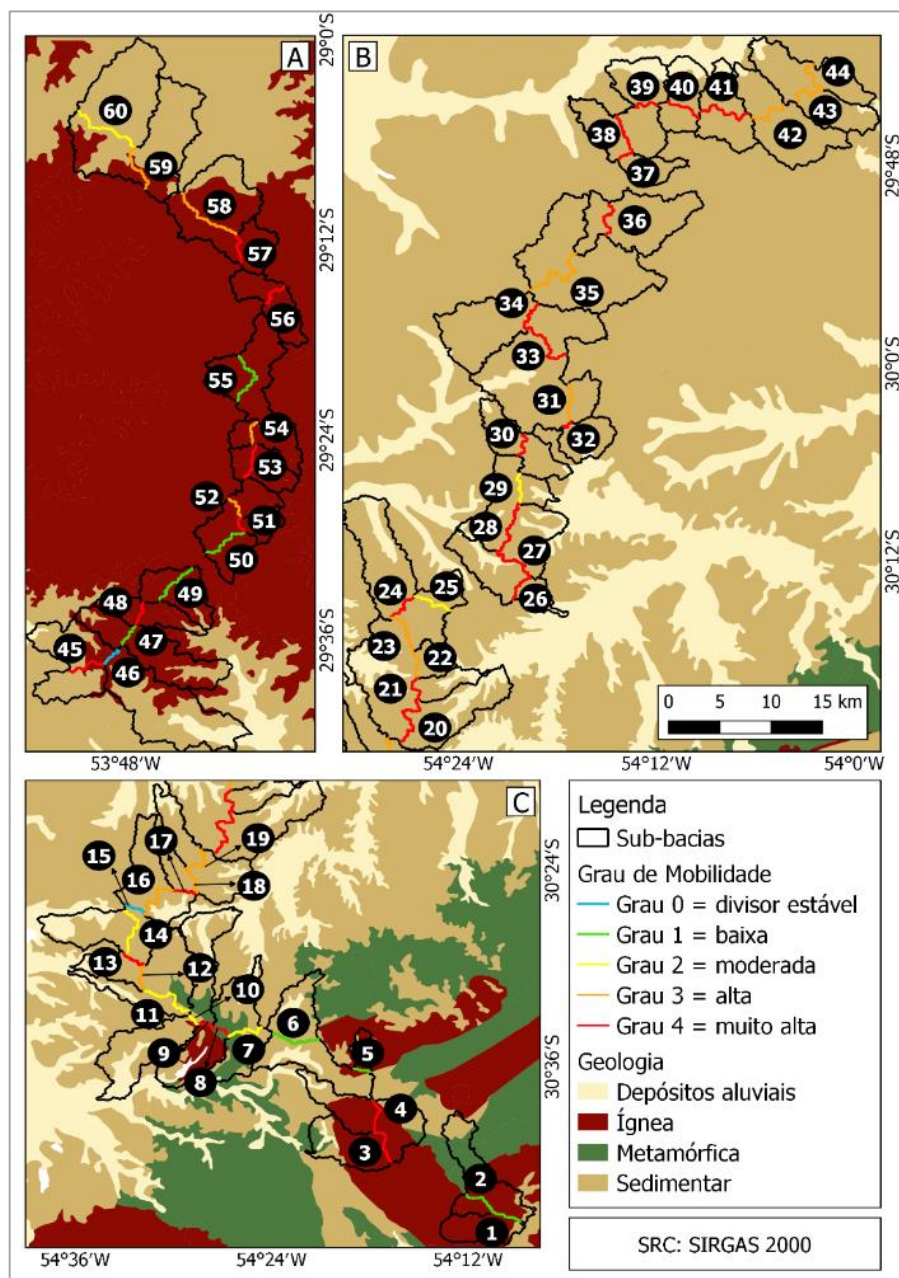 A
60
59
58
57
56
55
54
53
52
51
50
49
48
47
45
46
53°48'W
29°0'S
29°12'S
29°24'S
29°36'S
B
44
39
40
41
43
38
42
37
36
34
35
33
31
30
32
29
28
27
24
25
26
23
22
21
20
0 5 10 15 km
54°24'W
54°12'W
54°0'W
29°48'S
30°0'S
30°12'S
C
17
19
15
16
18
14
13
12
10
11
6
9
7
5
8
4
3
2
1
54°36'W
54°24'W
54°12'W
30°24'S
30°36'S
Legenda
Sub-bacias
Grau de Mobilidade
Grau 0 = divisor estável
Grau 1 = baixa
Grau 2 = moderada
Grau 3 = alta
Grau 4 = muito alta
Geologia
Depósitos aluviais
Ígnea
Metamórfica
Sedimentar
SRC: SIRGAS 2000